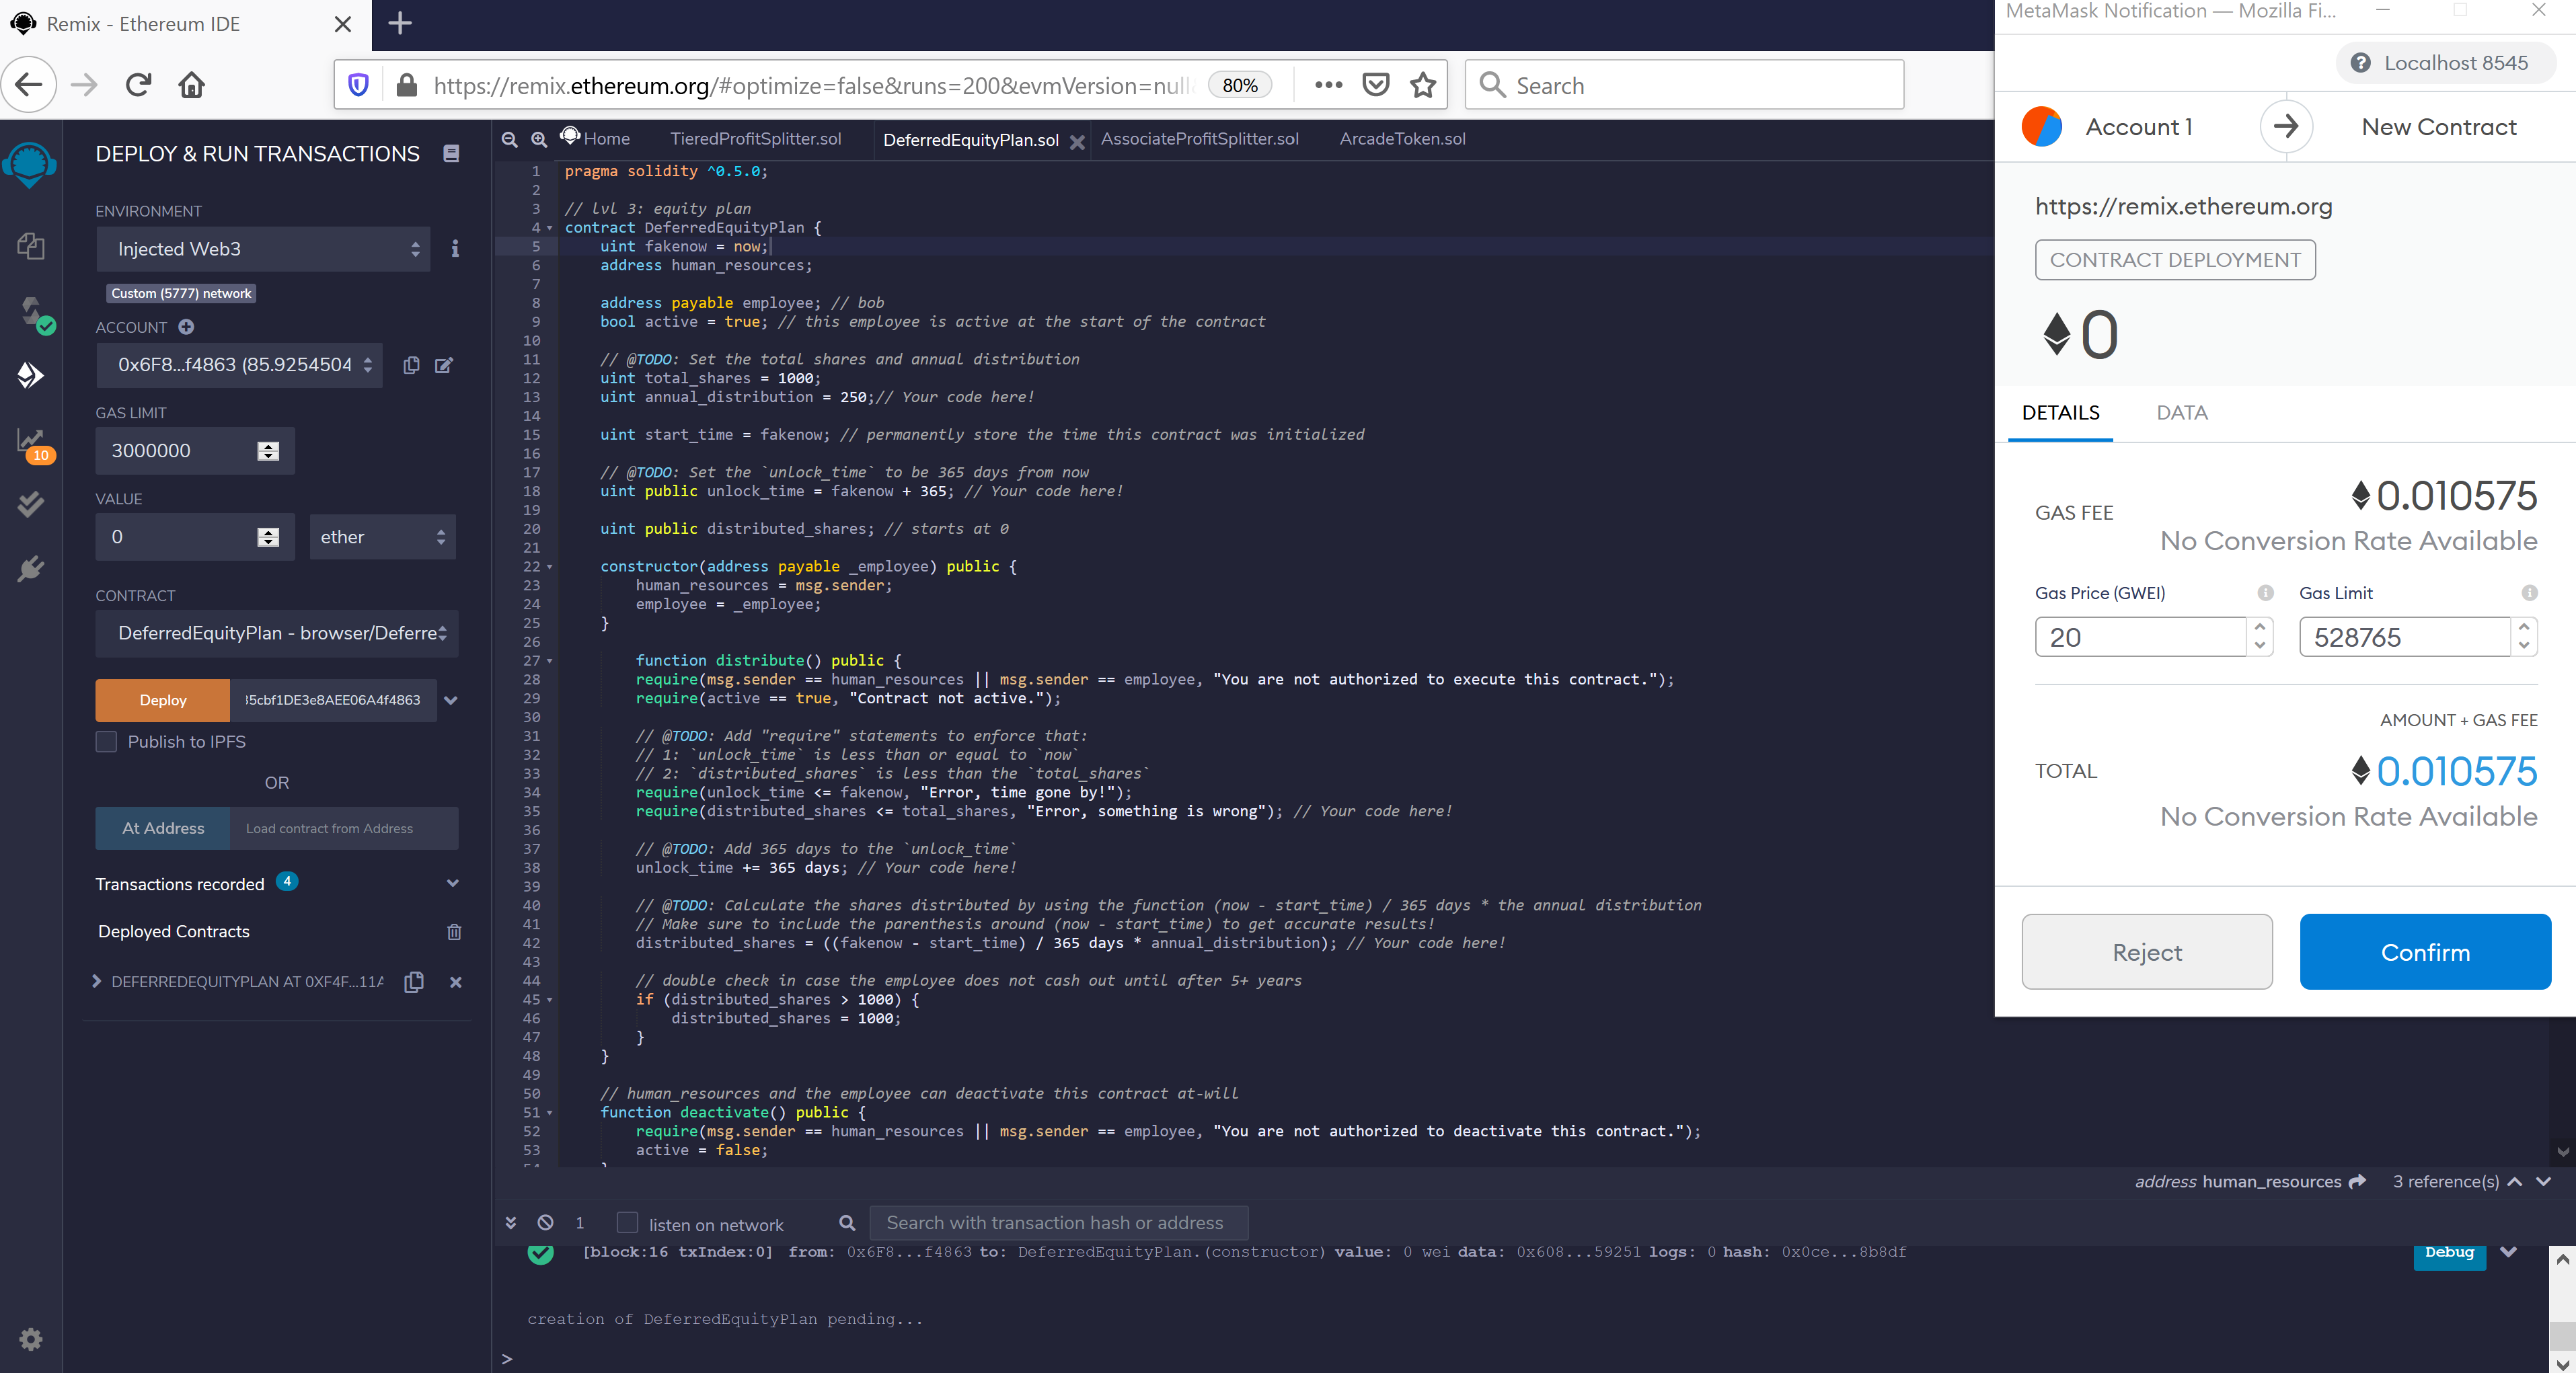 Remix - Ethereum IDE
https://remix.ethereum.org/#optimize=false&runs=200&evmVersion=null
80%
Search
DEPLOY & RUN TRANSACTIONS
ENVIRONMENT
Injected Web3
Custom (5777) network
ACCOUNT
0x6F8...f4863 (85.9254504
GAS LIMIT
3000000
VALUE
0
ether
CONTRACT
DeferredEquityPlan - browser/Deferre
Deploy
35cbf1DE3e8AEE06A4f4863
Publish to IPFS
OR
At Address
Load contract from Address
Transactions recorded 4
Deployed Contracts
DEFERREDEQUITYPLAN AT 0XF4F...11A
10
Home
TieredProfitSplitter.sol
DeferredEquityPlan.sol
AssociateProfitSplitter.sol
ArcadeToken.sol
1 pragma solidity ^0.5.0;
2
3 // lvl 3: equity plan
4 contract DeferredEquityPlan {
5 uint fakenow = now;
6 address human_resources;
7
8 address payable employee; // bob
9 bool active = true; // this employee is active at the start of the contract
10
11 // @TODO: Set the total shares and annual distribution
12 uint total_shares = 1000;
13 uint annual_distribution = 250;// Your code here!
14
15 uint start_time = fakenow; // permanently store the time this contract was initialized
16
17 // @TODO: Set the `unlock_time` to be 365 days from now
18 uint public unlock_time = fakenow + 365; // Your code here!
19
20 uint public distributed_shares; // starts at 0
21
22 constructor(address payable _employee) public {
23 human_resources = msg.sender;
24 employee = _employee;
25 }
26
27 function distribute() public {
28 require(msg.sender == human_resources || msg.sender == employee, "You are not authorized to execute this contract.");
29 require(active == true, "Contract not active.");
30
31 // @TODO: Add "require" statements to enforce that:
32 // 1: `unlock_time` is less than or equal to `now`
33 // 2: `distributed_shares` is less than the `total_shares`
34 require(unlock_time <= fakenow, "Error, time gone by!");
35 require(distributed_shares <= total_shares, "Error, something is wrong"); // Your code here!
36
37 // @TODO: Add 365 days to the `unlock_time`
38 unlock_time += 365 days; // Your code here!
39
40 // @TODO: Calculate the shares distributed by using the function (now - start_time) / 365 days * the annual distribution
41 // Make sure to include the parenthesis around (now - start_time) to get accurate results!
42 distributed_shares = ((fakenow - start_time) / 365 days * annual_distribution); // Your code here!
43
44 // double check in case the employee does not cash out until after 5+ years
45 if (distributed_shares > 1000) {
46 distributed_shares = 1000;
47 }
48 }
49
50 // human_resources and the employee can deactivate this contract at-will
51 function deactivate() public {
52 require(msg.sender == human_resources || msg.sender == employee, "You are not authorized to deactivate this contract.");
53 active = false;
54 }
address human_resources 3 reference(s)
1
listen on network
Search with transaction hash or address
[block:16 txIndex:0] from: 0x6F8...f4863 to: DeferredEquityPlan.(constructor) value: 0 wei data: 0x608...59251 logs: 0 hash: 0x0ce...8b8df
Debug
creation of DeferredEquityPlan pending...
>
MetaMask Notification — Mozilla Fi...
Localhost 8545
Account 1
New Contract
https://remix.ethereum.org
CONTRACT DEPLOYMENT
0
DETAILS
DATA
GAS FEE
0.010575
No Conversion Rate Available
Gas Price (GWEI)
Gas Limit
20
528765
AMOUNT + GAS FEE
TOTAL
0.010575
No Conversion Rate Available
Reject
Confirm